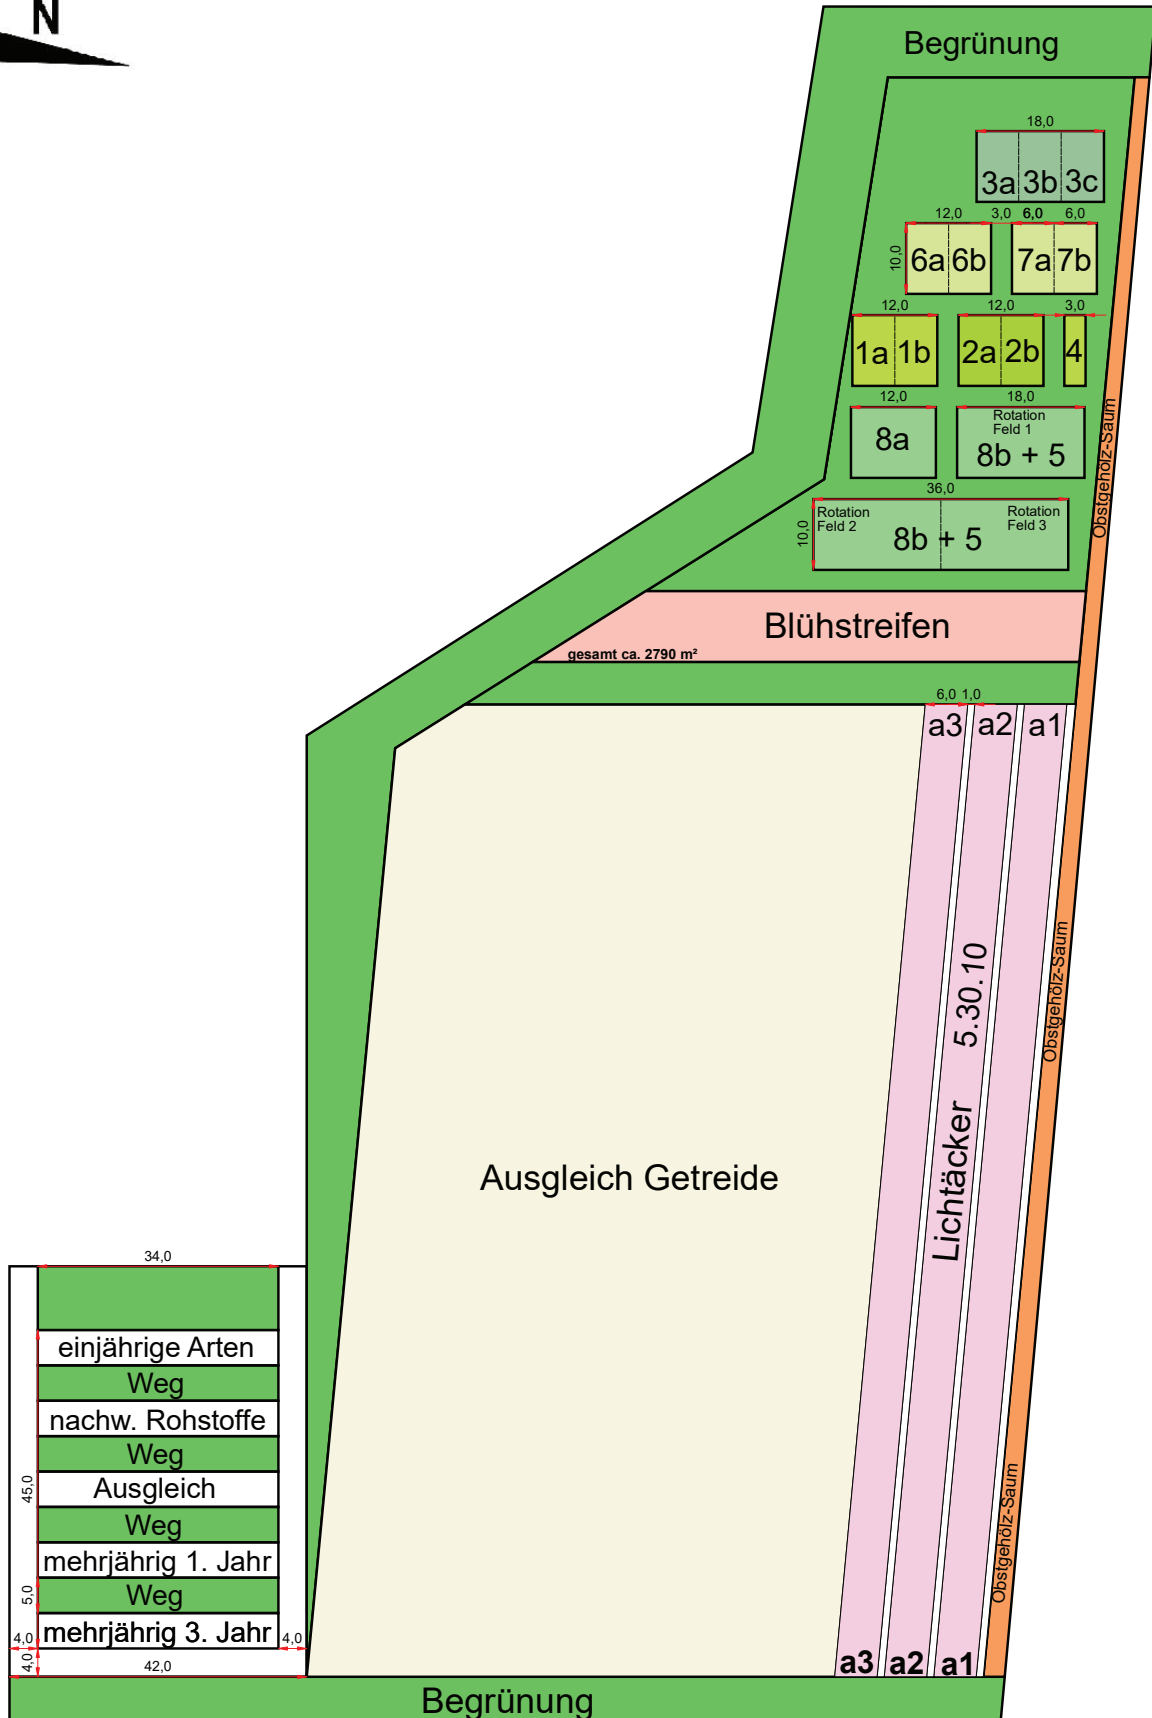 N
Begrünung
18,0
3a 3b 3c
12,0 3,0 6,0 6,0
10,0
6a 6b 7a 7b
12,0 12,0 3,0
1a 1b 2a 2b 4
12,0 18,0
8a
Rotation
Feld 1
8b + 5
36,0
10,0
Rotation
Feld 2
8b + 5
Rotation
Feld 3
Obstgehölz-Saum
Blühstreifen
gesamt ca. 2790 m²
6,0 1,0
a3 a2 a1
Lichtäcker 5.30.10
Obstgehölz-Saum
Ausgleich Getreide
34,0
einjährige Arten
Weg
nachw. Rohstoffe
Weg
45,0
Ausgleich
Weg
mehrjährig 1. Jahr
5,0
Weg
mehrjährig 3. Jahr
4,0 4,0
4,0
42,0
Obstgehölz-Saum
a3 a2 a1
Begrünung